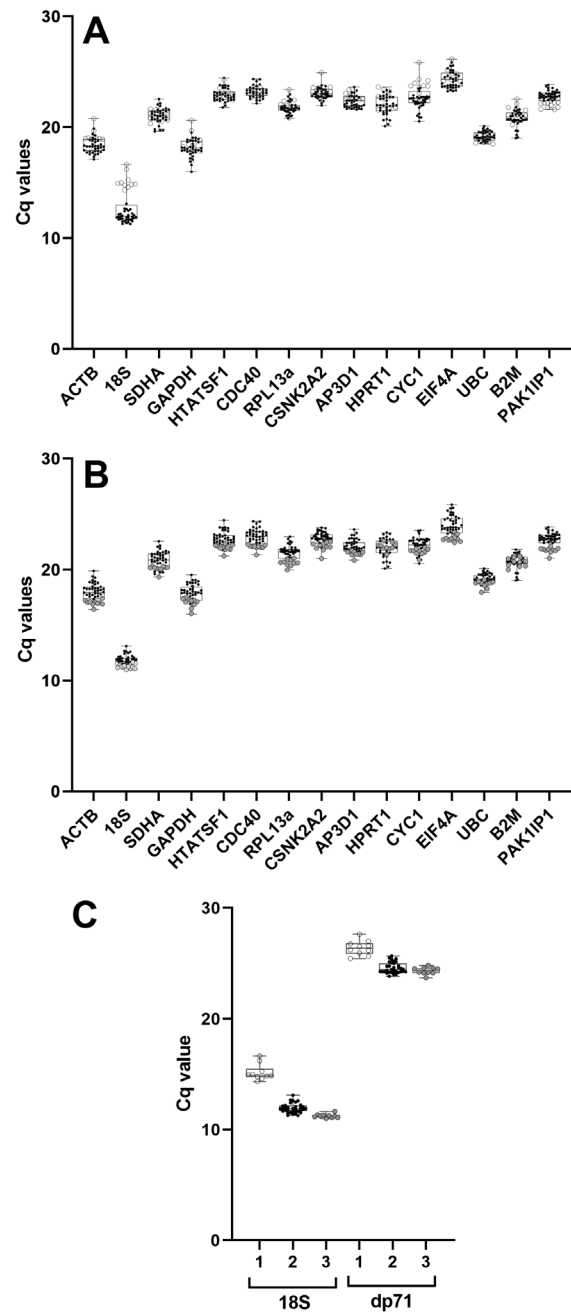 A
30
20
10
0
Cq values
ACTB
18S
SDHA
GAPDH
HTATSF1
CDC40
RPL13a
CSNK2A2
AP3D1
HPRT1
CYC1
EIF4A
UBC
B2M
PAK1IP1
B
30
20
10
0
Cq values
ACTB
18S
SDHA
GAPDH
HTATSF1
CDC40
RPL13a
CSNK2A2
AP3D1
HPRT1
CYC1
EIF4A
UBC
B2M
PAK1IP1
C
30
20
10
0
Cq value
1 2 3 1 2 3
18S dp71